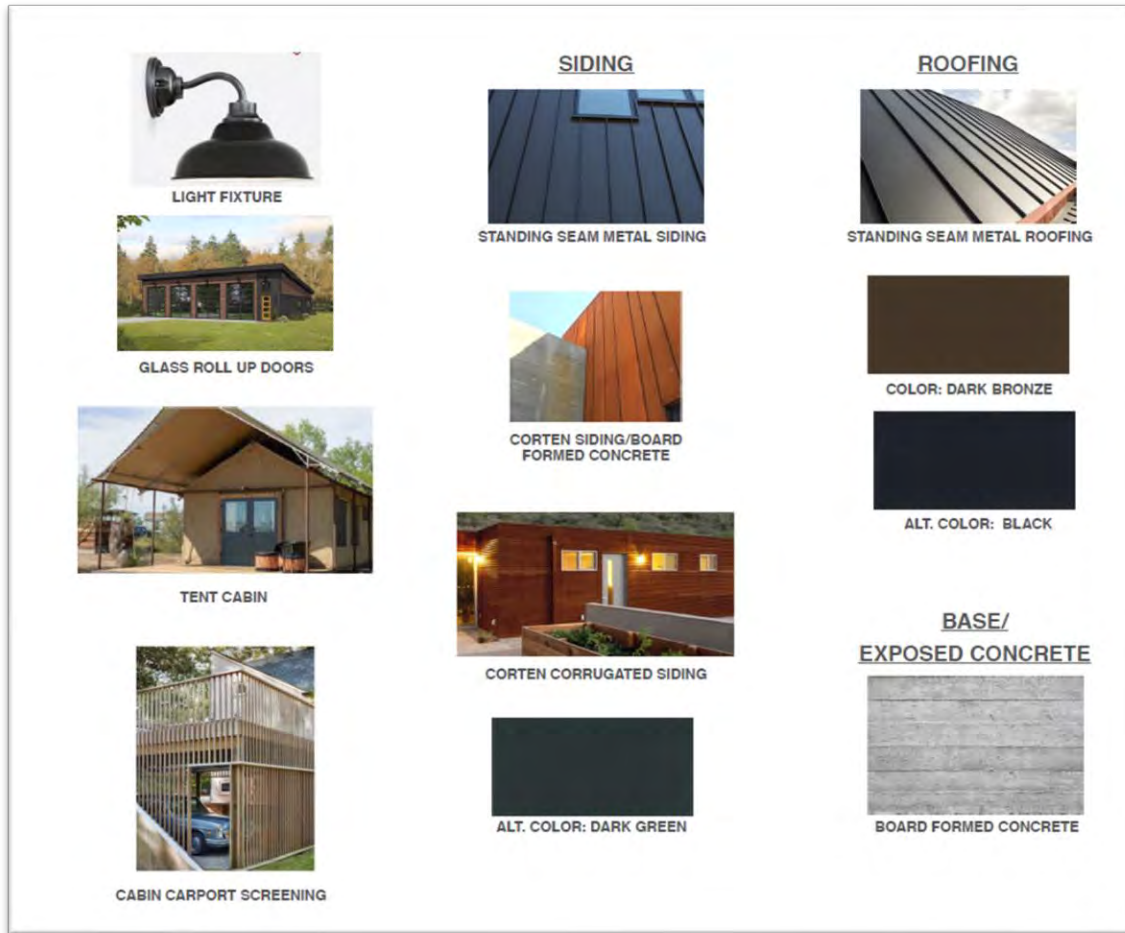 LIGHT FIXTURE
GLASS ROLL UP DOORS
TENT CABIN
CABIN CARPORT SCREENING
SIDING
STANDING SEAM METAL SIDING
CORTEN SIDING/BOARD
FORMED CONCRETE
CORTEN CORRUGATED SIDING
ALT. COLOR: DARK GREEN
ROOFING
STANDING SEAM METAL ROOFING
COLOR: DARK BRONZE
ALT. COLOR: BLACK
BASE/
EXPOSED CONCRETE
BOARD FORMED CONCRETE